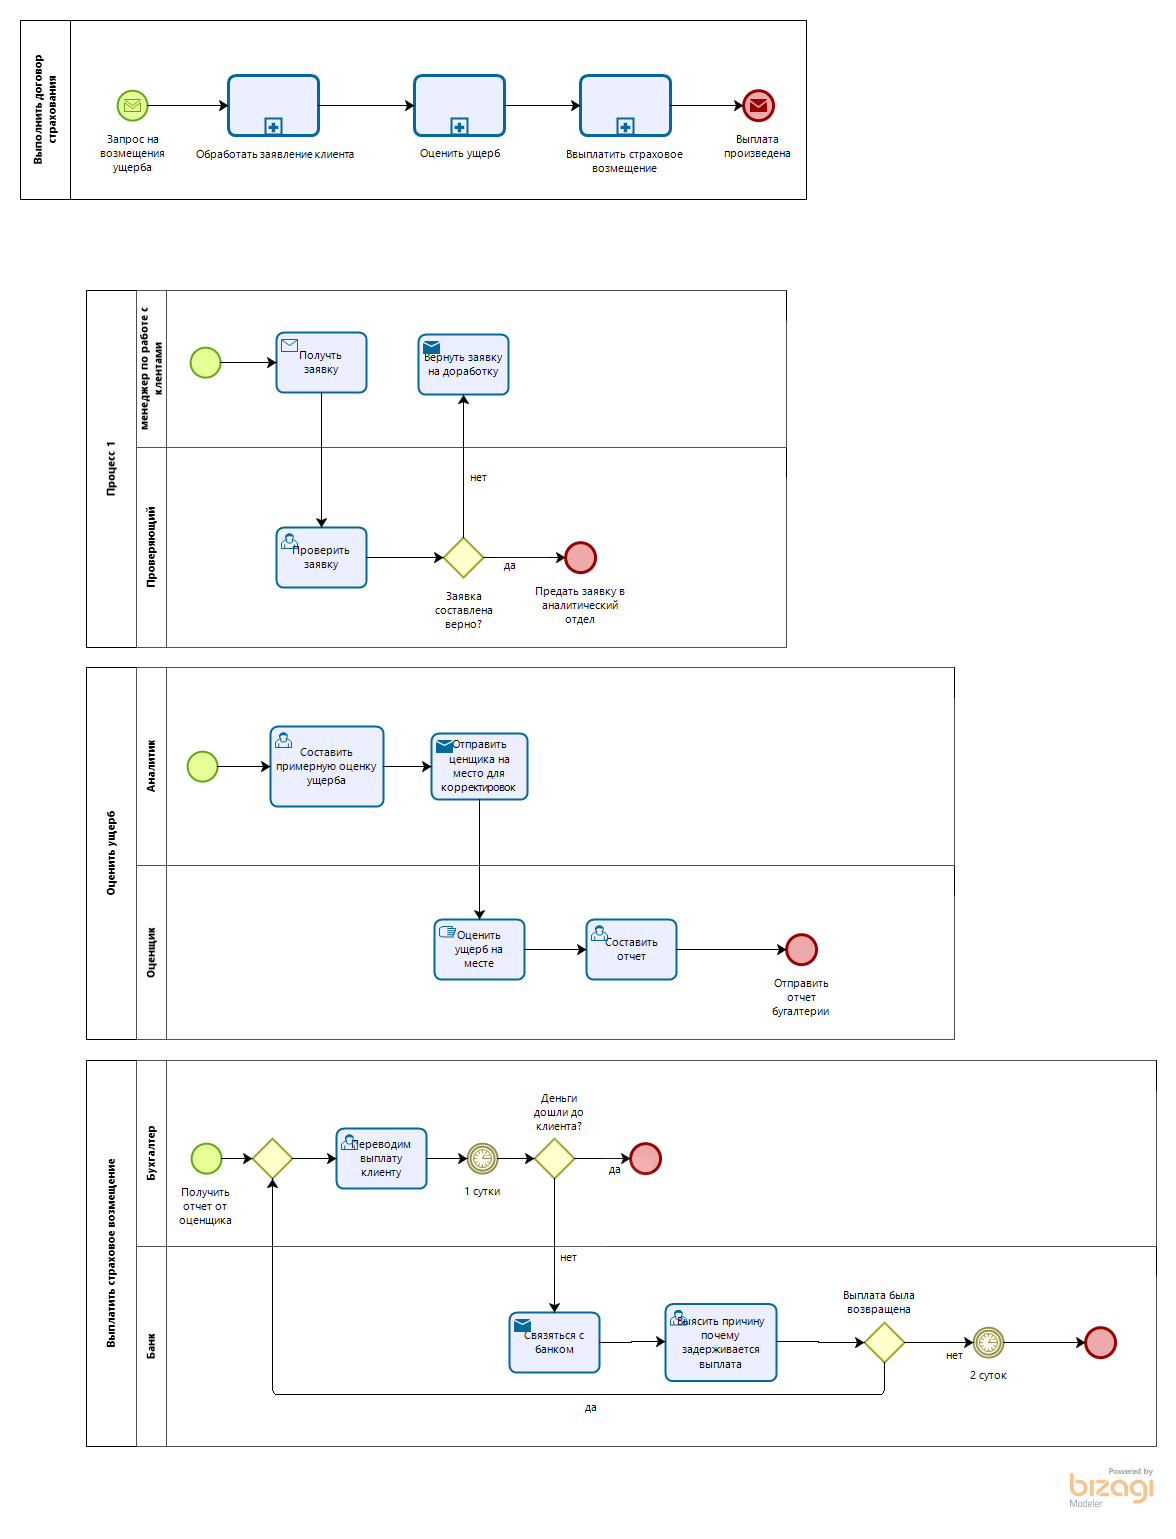 Выполнить договор
страхования
Запрос на
возмещения
ущерба
Обработать заявление клиента
Оценить ущерб
Ввыплатить страховое
возмещение
Выплата
произведена
Процесс 1
менеджер по работе с
клентами
Получть
заявку
Вернуть заявку
на доработку
нет
Проверяющий
Проверить
заявку
да
Заявка
составлена
верно?
Предать заявку в
аналитический
отдел
Оценить ущерб
Аналитик
Составить
примерную оценку
ущерба
Отправить
ценщика на
место для
корректировок
Оценщик
Оценить
ущерб на
месте
Составить
отчет
Отправить
отчет
бугалтерии
Выплатить страховое возмещение
Бухгалтер
Деньги
дошли до
клиента?
Получить
отчет от
оценщика
Переводим
выплату
клиенту
1 сутки
да
нет
Банк
Связяться с
банком
Выясить причину
почему
задерживается
выплата
Выплата была
возвращена
нет
2 суток
да
Powered by
bizagi
Modeler